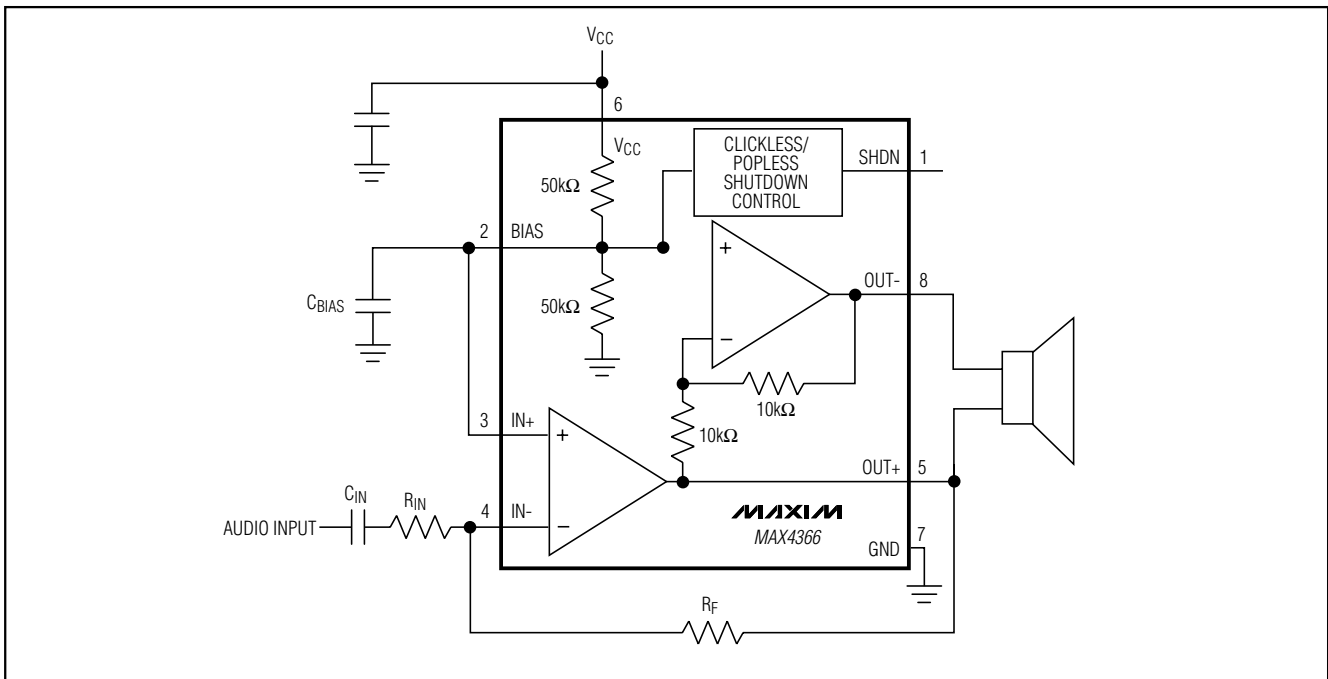 VCC
6
VCC
CLICKLESS/
POPLESS
SHUTDOWN
CONTROL
SHDN
1
50kΩ
2
BIAS
+
OUT-
8
CBIAS
50kΩ
−
10kΩ
10kΩ
3
IN+
+
OUT+
5
CIN
RIN
4
IN-
−
AUDIO INPUT
MAXIM
MAX4366
GND
7
RF